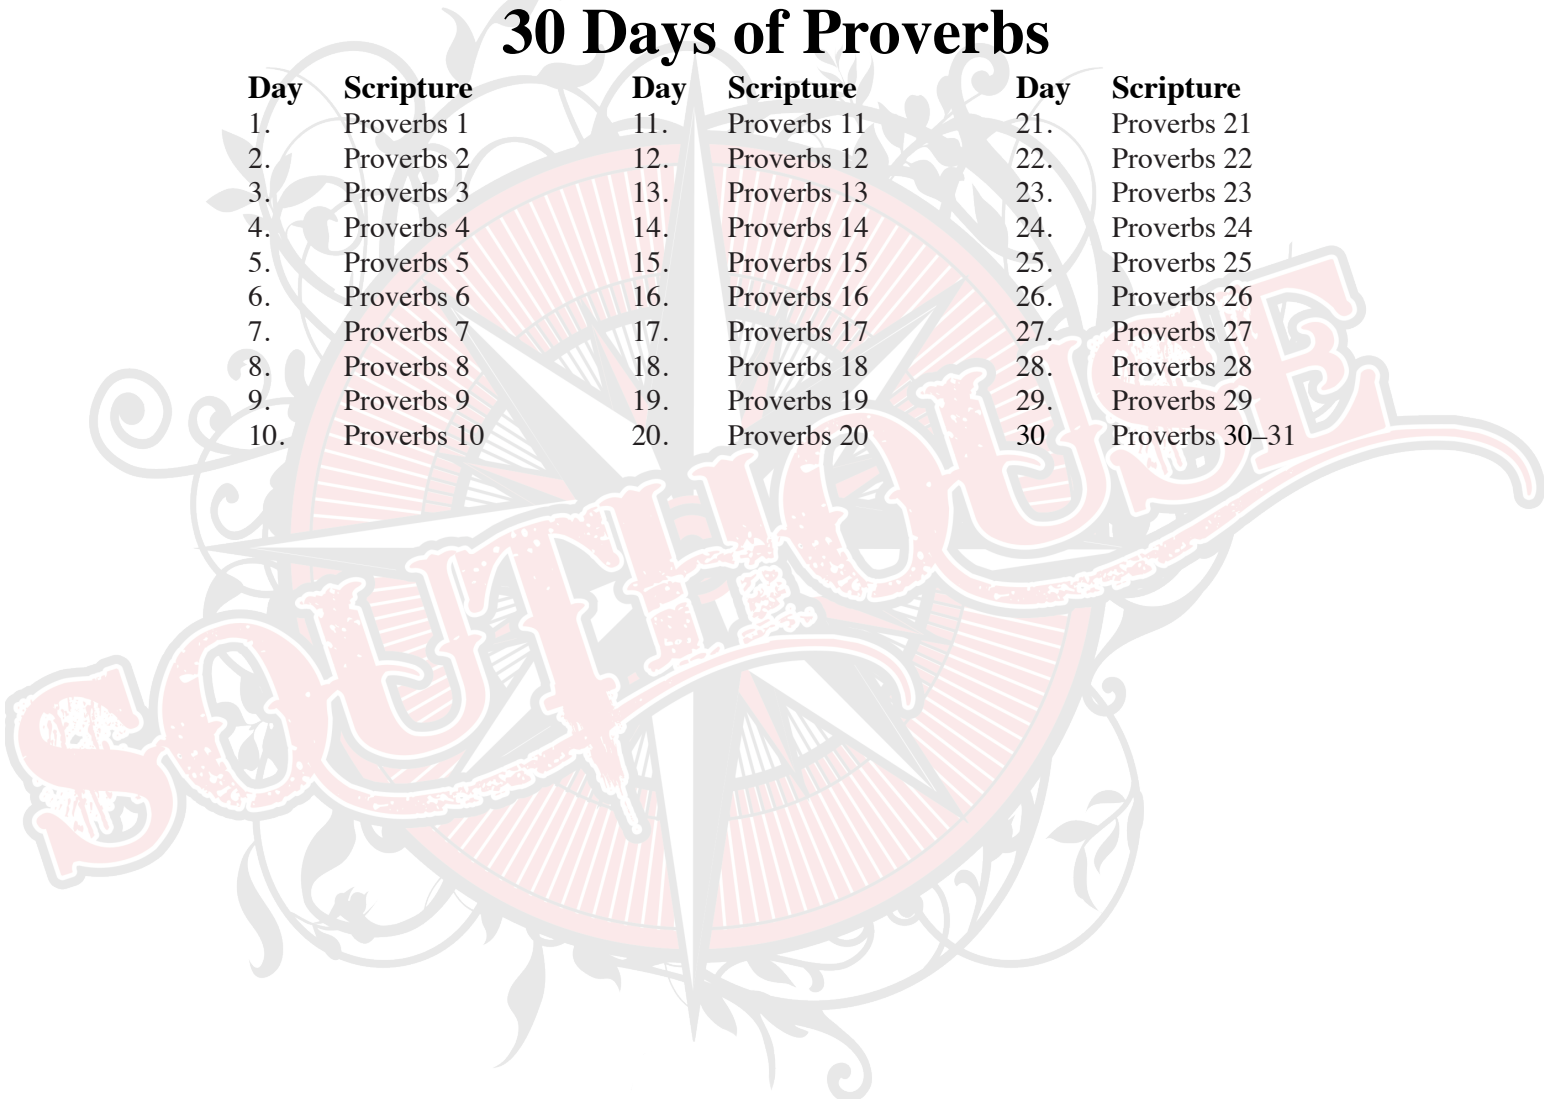 30 Days of Proverbs
Day Scripture Day Scripture Day Scripture
1. Proverbs 1 11. Proverbs 11 21. Proverbs 21
2. Proverbs 2 12. Proverbs 12 22. Proverbs 22
3. Proverbs 3 13. Proverbs 13 23. Proverbs 23
4. Proverbs 4 14. Proverbs 14 24. Proverbs 24
5. Proverbs 5 15. Proverbs 15 25. Proverbs 25
6. Proverbs 6 16. Proverbs 16 26. Proverbs 26
7. Proverbs 7 17. Proverbs 17 27. Proverbs 27
8. Proverbs 8 18. Proverbs 18 28. Proverbs 28
9. Proverbs 9 19. Proverbs 19 29. Proverbs 29
10. Proverbs 10 20. Proverbs 20 30 Proverbs 30–31
SOUTHOUSE